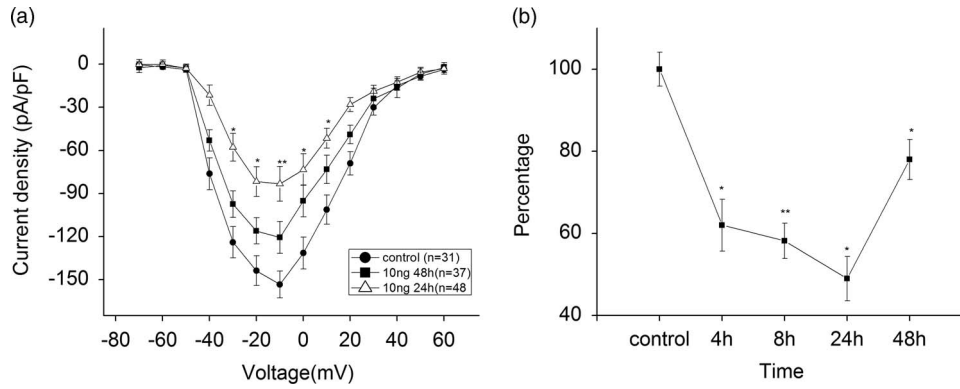 (a)
Current density (pA/pF)
0
-30
-60
-90
-120
-150
* * ** * *
control (n=31)
10ng 48h(n=37)
10ng 24h(n=48
-80 -60 -40 -20 0 20 40 60
Voltage(mV)
(b)
Percentage
100
80
60
40
* ** * *
control 4h 8h 24h 48h
Time